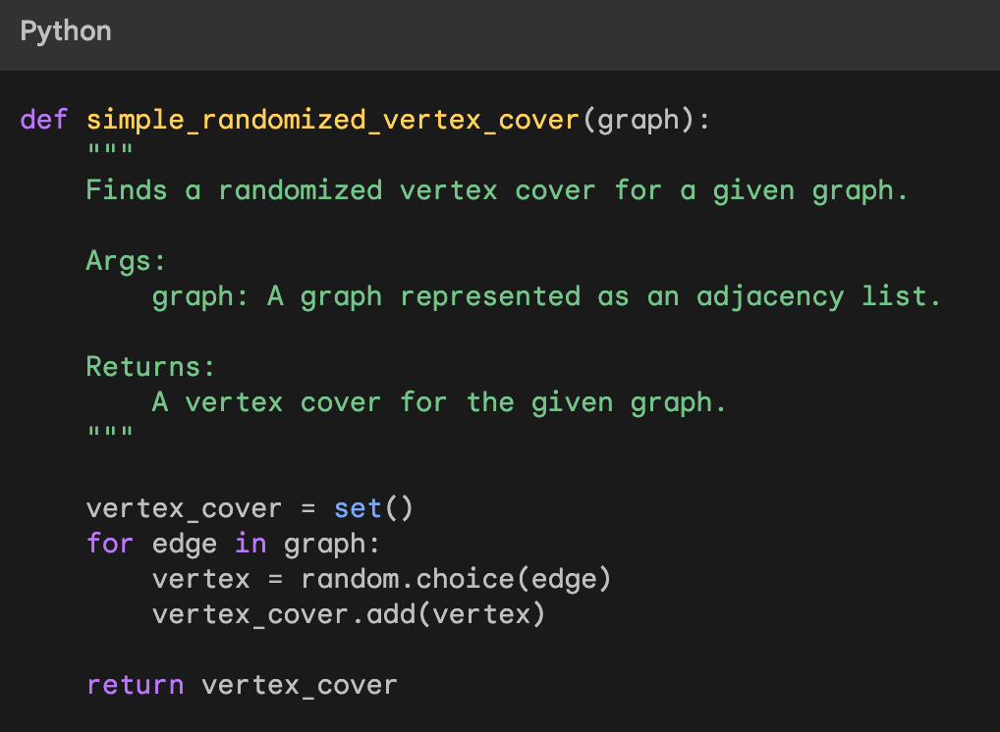 Python
def simple_randomized_vertex_cover(graph):
    """
    Finds a randomized vertex cover for a given graph.

    Args:
        graph: A graph represented as an adjacency list.

    Returns:
        A vertex cover for the given graph.
    """

    vertex_cover = set()
    for edge in graph:
        vertex = random.choice(edge)
        vertex_cover.add(vertex)

    return vertex_cover